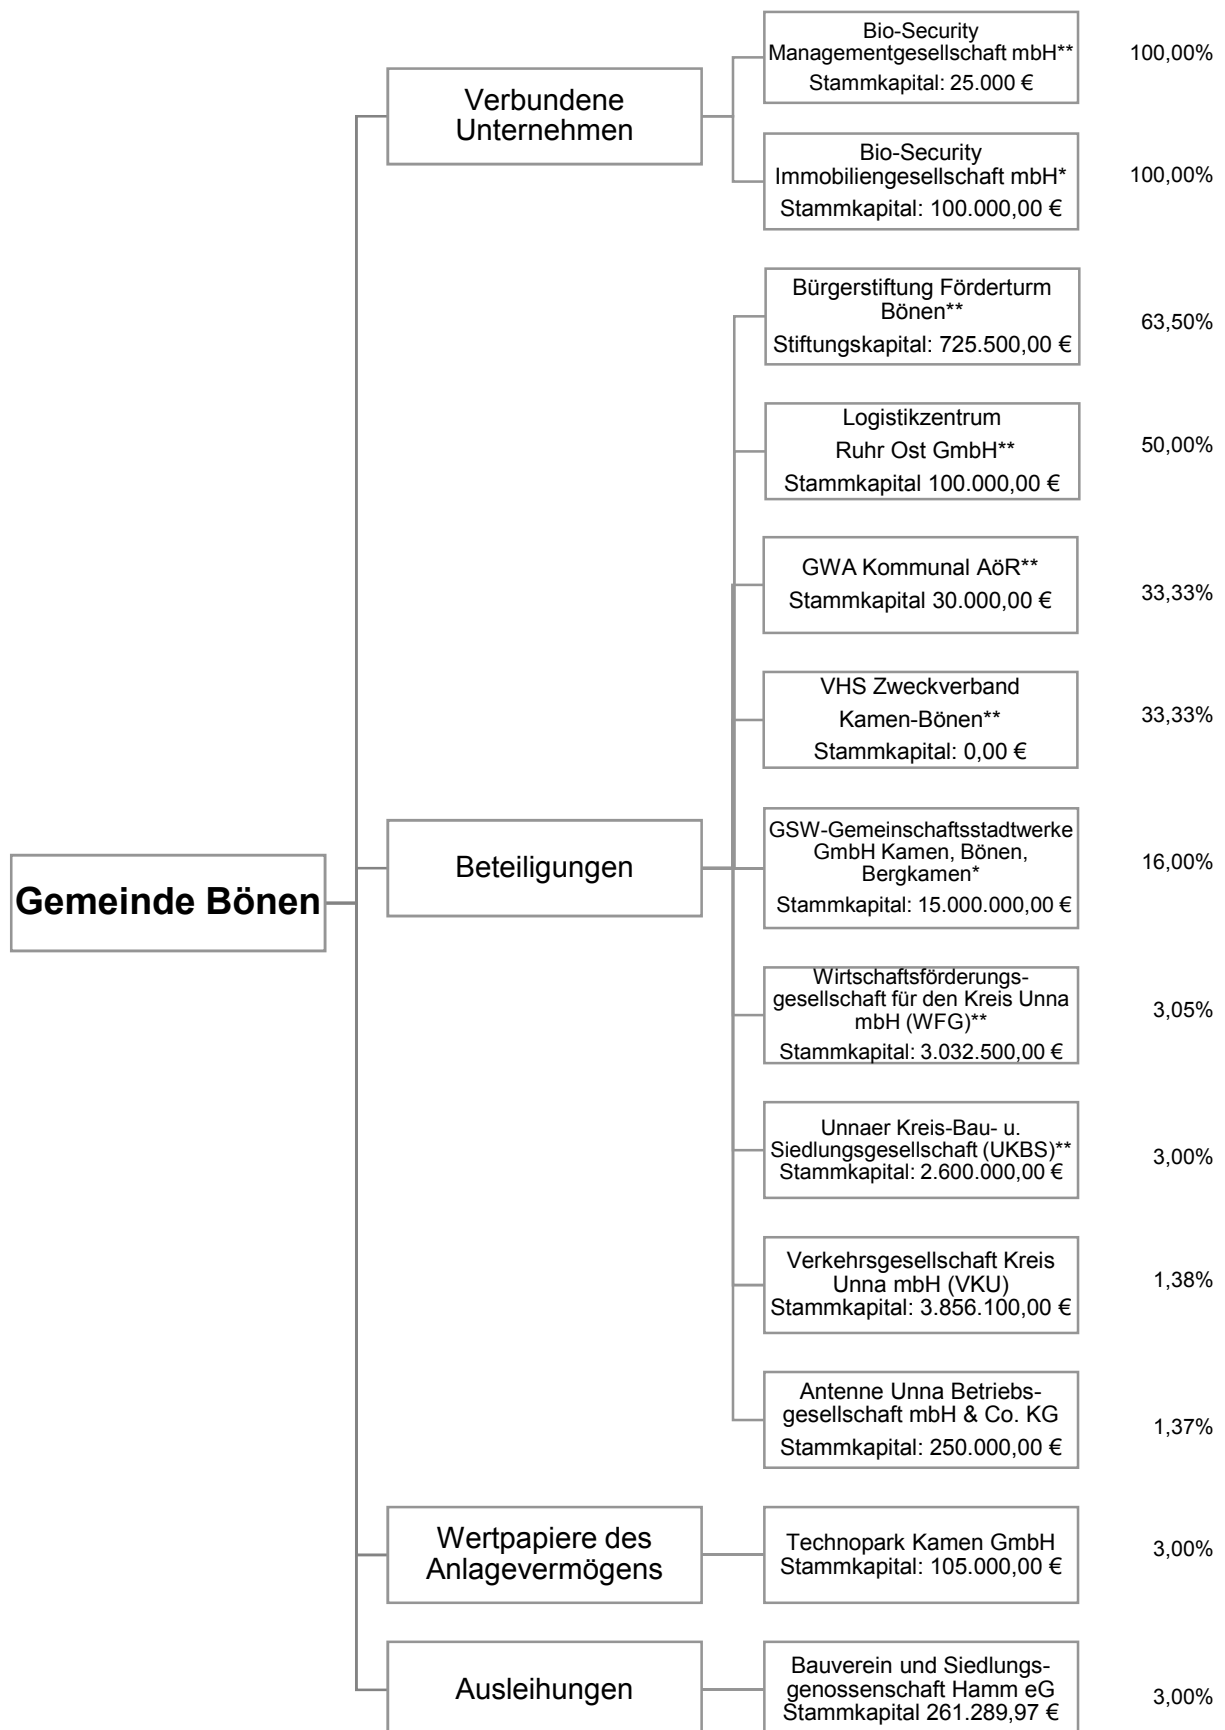 Gemeinde Bönen
Verbundene
Unternehmen
Bio-Security
Managementgesellschaft mbH**
Stammkapital: 25.000 €
100,00%
Bio-Security
Immobiliengesellschaft mbH*
Stammkapital: 100.000,00 €
100,00%
Beteiligungen
Bürgerstiftung Förderturm
Bönen**
Stiftungskapital: 725.500,00 €
63,50%
Logistikzentrum
Ruhr Ost GmbH**
Stammkapital 100.000,00 €
50,00%
GWA Kommunal AöR**
Stammkapital 30.000,00 €
33,33%
VHS Zweckverband
Kamen-Bönen**
Stammkapital: 0,00 €
33,33%
GSW-Gemeinschaftsstadtwerke
GmbH Kamen, Bönen,
Bergkamen*
Stammkapital: 15.000.000,00 €
16,00%
Wirtschaftsförderungs-
gesellschaft für den Kreis Unna
mbH (WFG)**
Stammkapital: 3.032.500,00 €
3,05%
Unnaer Kreis-Bau- u.
Siedlungsgesellschaft (UKBS)**
Stammkapital: 2.600.000,00 €
3,00%
Verkehrsgesellschaft Kreis
Unna mbH (VKU)
Stammkapital: 3.856.100,00 €
1,38%
Antenne Unna Betriebs-
gesellschaft mbH & Co. KG
Stammkapital: 250.000,00 €
1,37%
Wertpapiere des
Anlagevermögens
Technopark Kamen GmbH
Stammkapital: 105.000,00 €
3,00%
Ausleihungen
Bauverein und Siedlungs-
genossenschaft Hamm eG
Stammkapital 261.289,97 €
3,00%